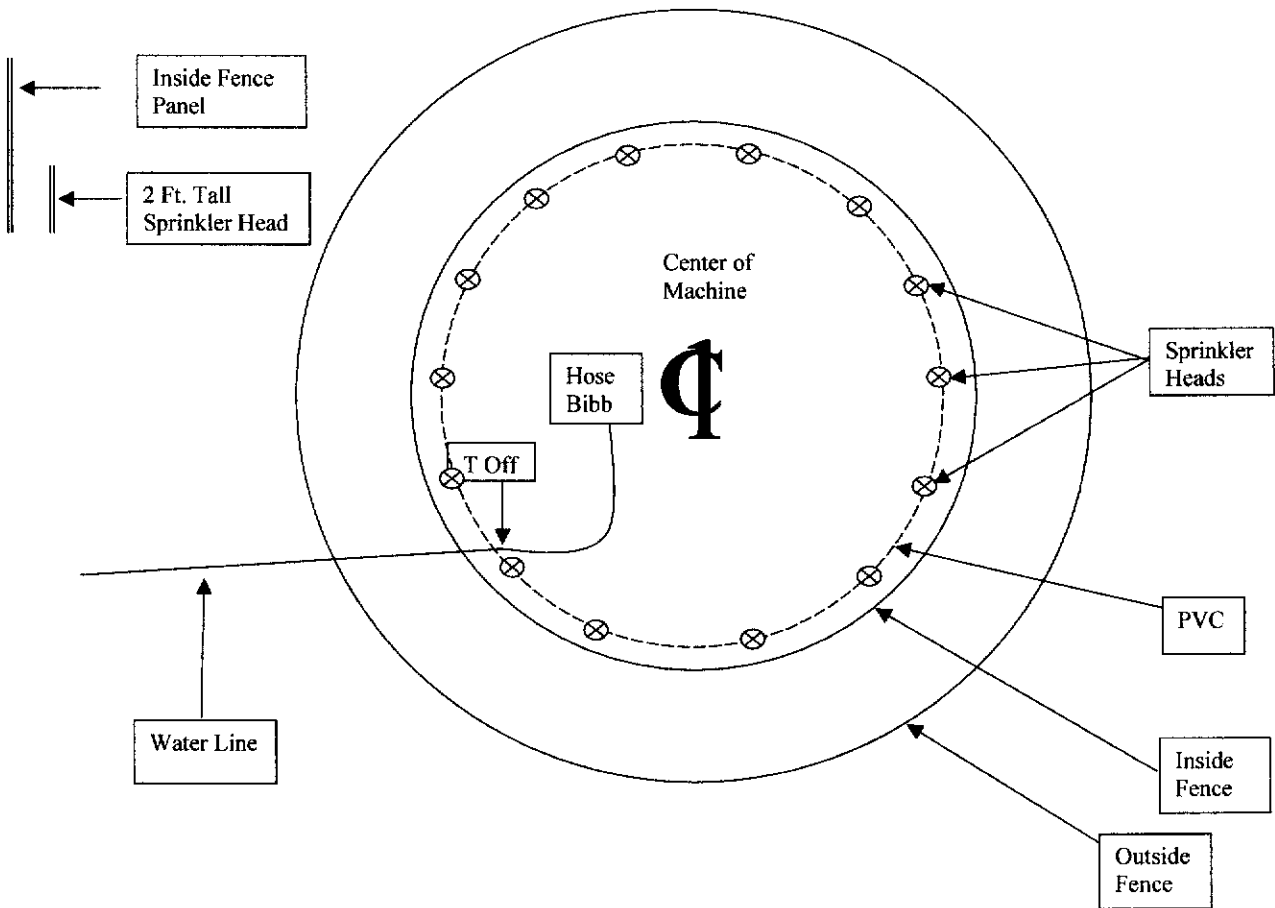 Inside Fence
Panel
2 Ft. Tall
Sprinkler Head
Center of
Machine
Hose
Bibb
T Off
Sprinkler
Heads
PVC
Water Line
Inside
Fence
Outside
Fence